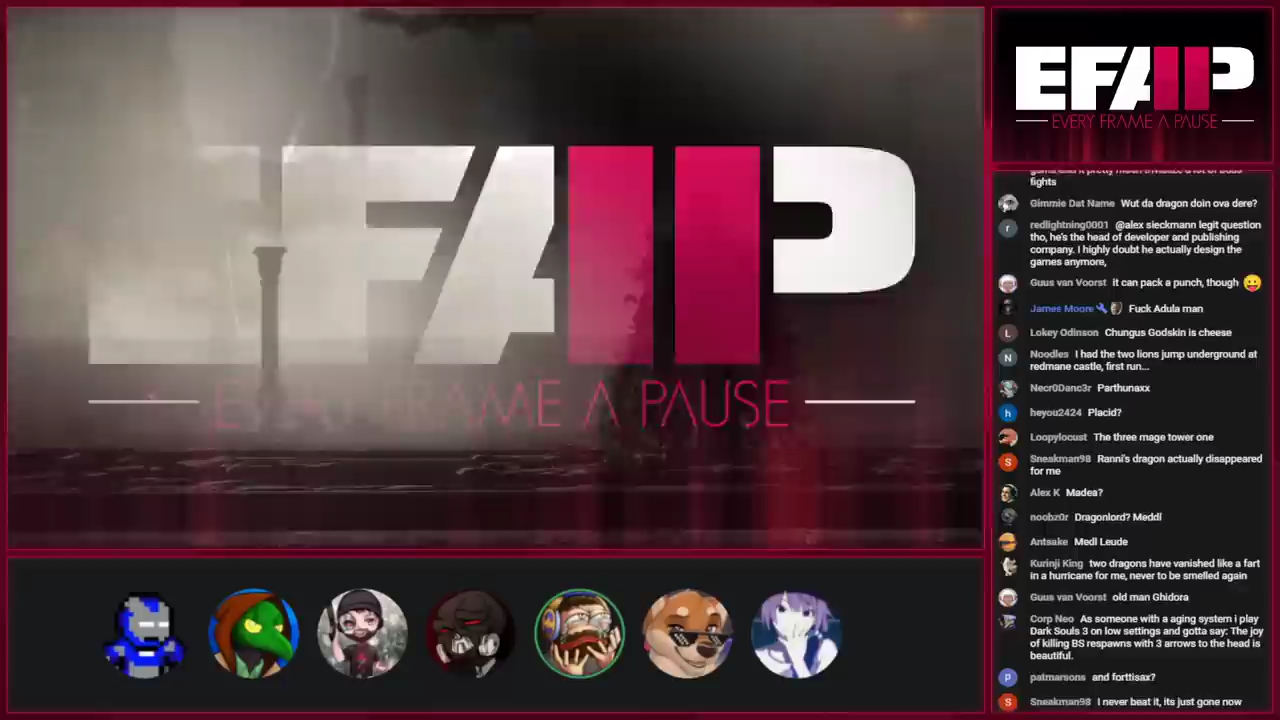 EFAP
EVERY FRAME A PAUSE
EFAP
EVERY FRAME A PAUSE
fights
Gimmie Dat Name Wut da dragon doin ova dere?
redlightning0001 @alex sieckmann legit question
tho, he's the head of developer and publishing
company. I highly doubt he actually design the
games anymore,
Guus van Voorst it can pack a punch, though
James Moore Fuck Adula man
Lokey Odinson Chungus Godskin is cheese
Noodles I had the two lions jump underground at
redmane castle, first run...
Necr0Danc3r Parthunaxx
heyou2424 Placid?
Loopylocust The three mage tower one
Sneakman98 Ranni's dragon actually disappeared
for me
Alex K Madea?
noobz0r Dragonlord? Meddl
Antsake Medl Leude
Kurinji King two dragons have vanished like a fart
in a hurricane for me, never to be smelled again
Guus van Voorst old man Ghidora
Corp Neo As someone with a aging system i play
Dark Souls 3 on low settings and gotta say: The joy
of killing BS respawns with 3 arrows to the head is
beautiful.
patmarsons and forttisax?
Sneakman98 I never beat it, its just gone now